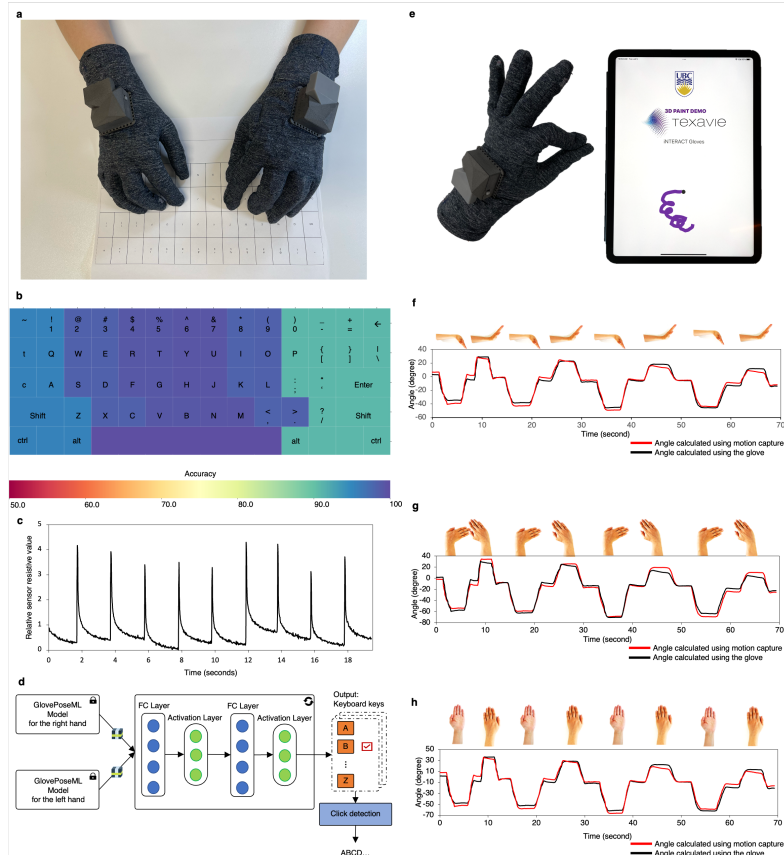 a
b
~ ! @ # $ % ^ & * ( ) - + ←
1 2 3 4 5 6 7 8 9 0 - =
t Q W E R T Y U I O P { } |
[ ] \
c A S D F G H J K L : " Enter
; '
Shift Z X C V B N M < > ? Shift
, . /
ctrl alt alt ctrl
Accuracy
50.0 60.0 70.0 80.0 90.0 100
c
Relative sensor resistive value
5
4
3
2
1
0
0 2 4 6 8 10 12 14 16 18
Time (seconds)
d
GlovePoseML
Model
for the right hand
GlovePoseML
Model
for the left hand
FC Layer
Activation Layer
FC Layer
Activation Layer
Output:
Keyboard keys
A
B
⋮
Z
Click detection
ABCD...
e
UBC
3D PAINT DEMO
TEXAVIE
INTERACT Gloves
f
Angle (degree)
40
20
0
-20
-40
-60
0 10 20 30 40 50 60 70
Time (second)
Angle calculated using motion capture
Angle calculated using the glove
g
Angle (degree)
40
20
0
-20
-40
-60
-80
0 10 20 30 40 50 60 70
Time (second)
Angle calculated using motion capture
Angle calculated using the glove
h
Angle (degree)
50
30
10
-10
-30
-50
-70
0 10 20 30 40 50 60 70
Time (second)
Angle calculated using motion capture
Angle calculated using the glove